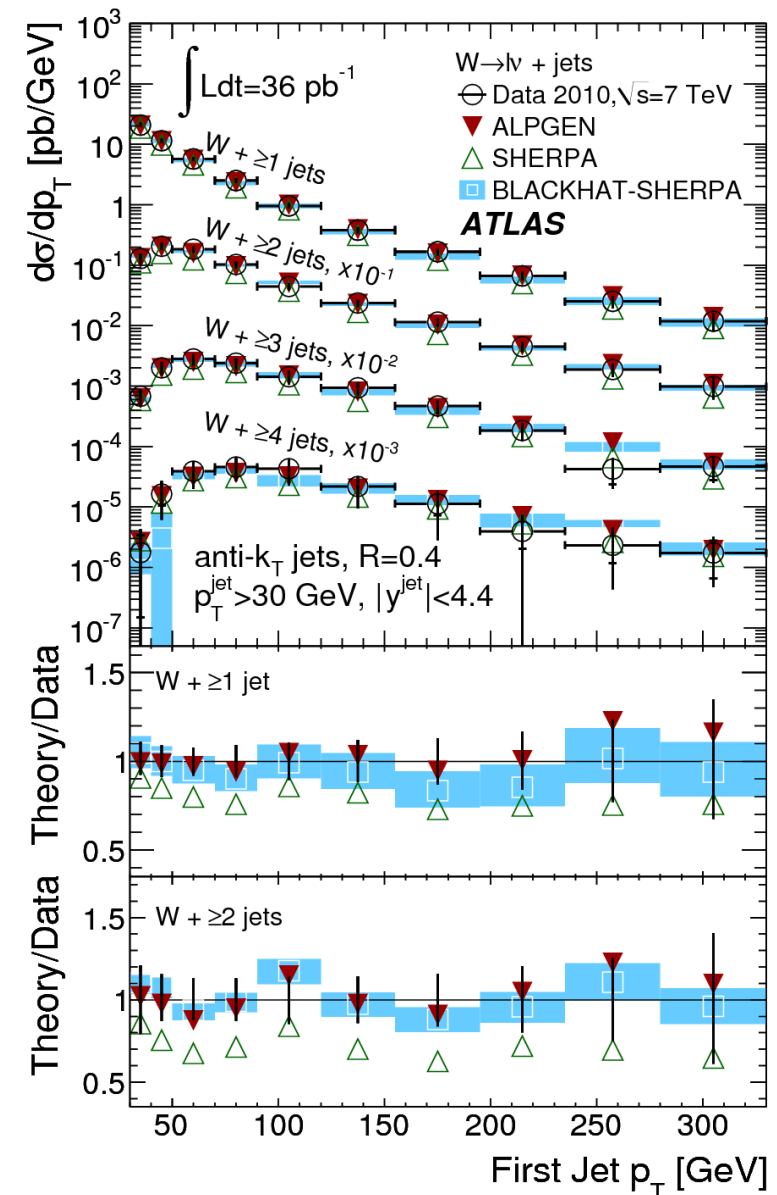 dσ/dp_T [pb/GeV]
10³
10²
10
1
10⁻¹
10⁻²
10⁻³
10⁻⁴
10⁻⁵
10⁻⁶
10⁻⁷
∫Ldt=36 pb⁻¹
W→lν + jets
Data 2010,√s=7 TeV
ALPGEN
SHERPA
BLACKHAT-SHERPA
ATLAS
W + ≥1 jets
W + ≥2 jets, x10⁻¹
W + ≥3 jets, x10⁻²
W + ≥4 jets, x10⁻³
anti-k_T jets, R=0.4
p_T^jet>30 GeV, |y^jet|<4.4
Theory/Data
1.5
1
0.5
W + ≥1 jet
Theory/Data
1.5
1
0.5
W + ≥2 jets
50 100 150 200 250 300
First Jet p_T [GeV]